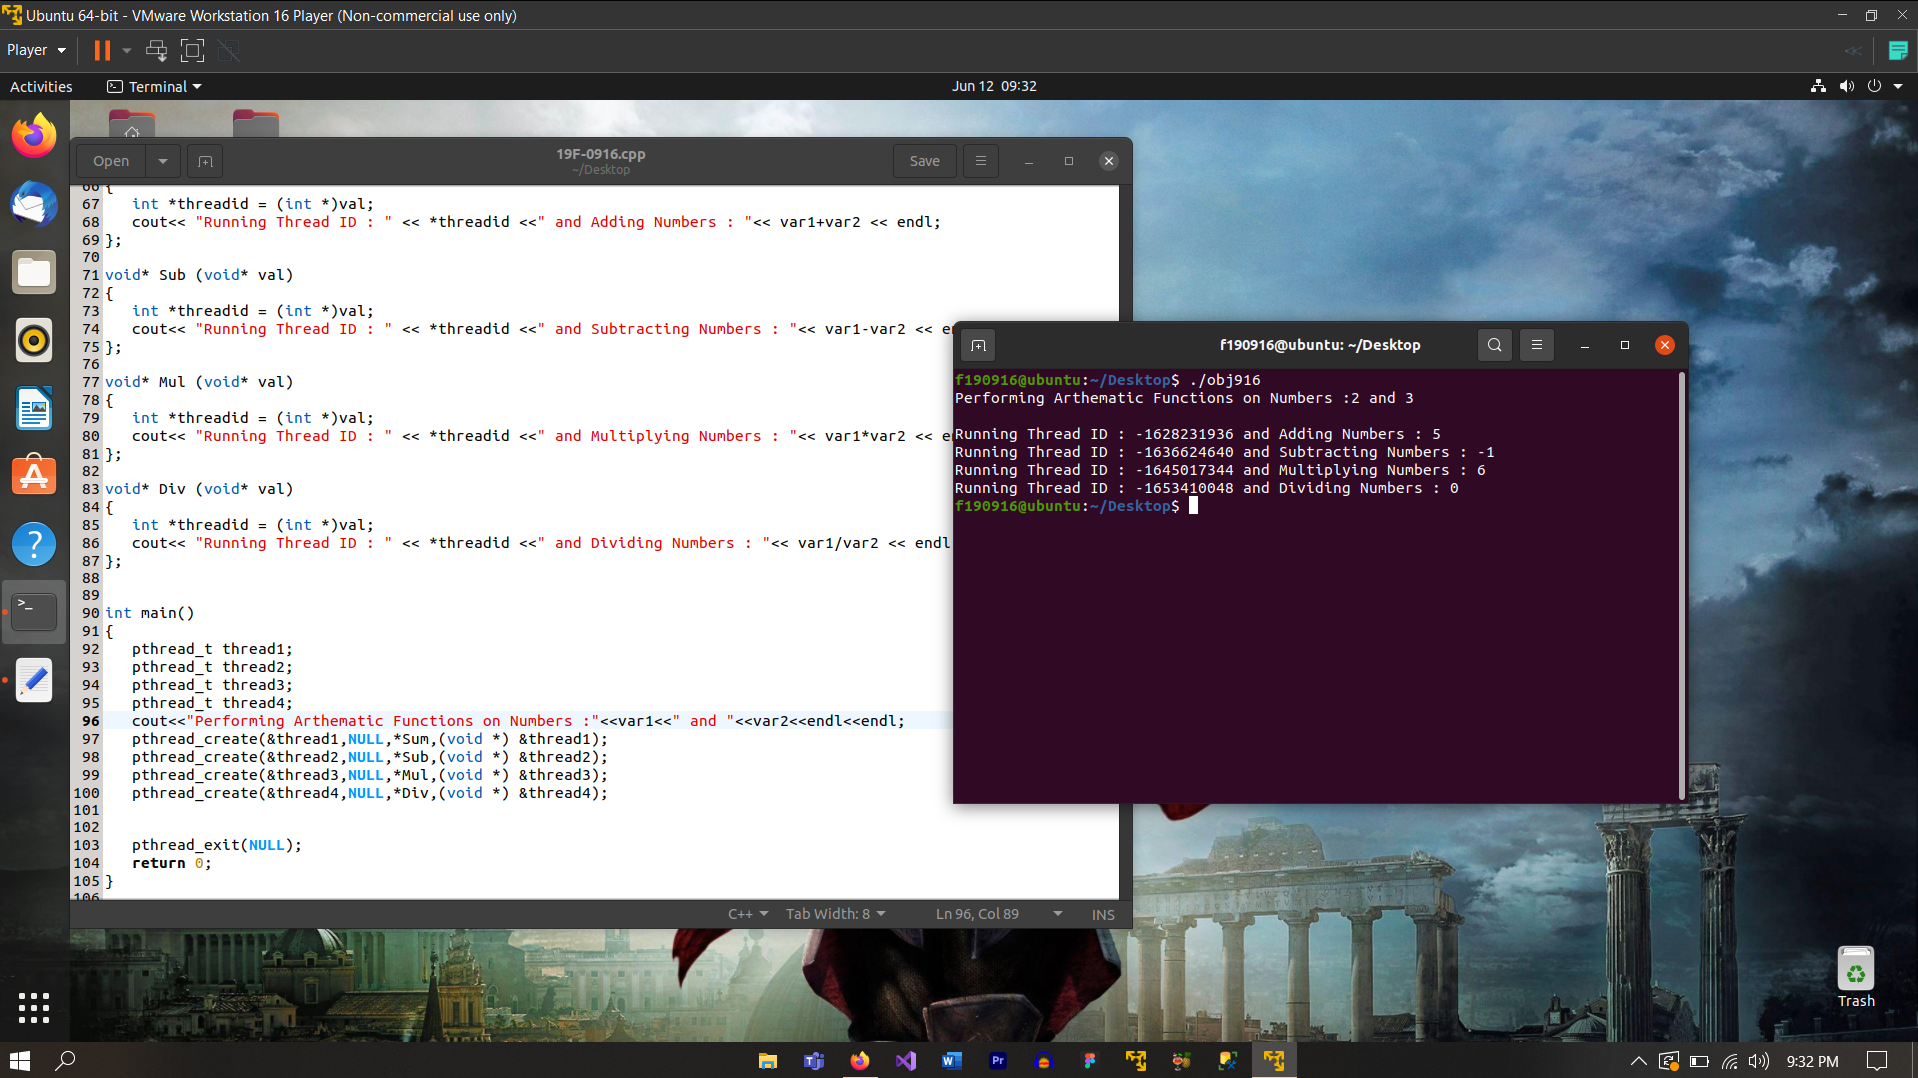 Ubuntu 64-bit - VMware Workstation 16 Player (Non-commercial use only)
Player
Activities
Terminal
Jun 12 09:32
Open
19F-0916.cpp
~/Desktop
Save
66 {
67 int *threadid = (int *)val;
68 cout<< "Running Thread ID : " << *threadid <<" and Adding Numbers : "<< var1+var2 << endl;
69 };
70
71 void* Sub (void* val)
72 {
73 int *threadid = (int *)val;
74 cout<< "Running Thread ID : " << *threadid <<" and Subtracting Numbers : "<< var1-var2 <<
75 };
76
77 void* Mul (void* val)
78 {
79 int *threadid = (int *)val;
80 cout<< "Running Thread ID : " << *threadid <<" and Multiplying Numbers : "<< var1*var2 <<
81 };
82
83 void* Div (void* val)
84 {
85 int *threadid = (int *)val;
86 cout<< "Running Thread ID : " << *threadid <<" and Dividing Numbers : "<< var1/var2 << endl
87 };
88
89
90 int main()
91 {
92 pthread_t thread1;
93 pthread_t thread2;
94 pthread_t thread3;
95 pthread_t thread4;
96 cout<<"Performing Arthematic Functions on Numbers :"<<var1<<" and "<<var2<<endl<<endl;
97 pthread_create(&thread1,NULL,*Sum,(void *) &thread1);
98 pthread_create(&thread2,NULL,*Sub,(void *) &thread2);
99 pthread_create(&thread3,NULL,*Mul,(void *) &thread3);
100 pthread_create(&thread4,NULL,*Div,(void *) &thread4);
101
102
103 pthread_exit(NULL);
104 return 0;
105 }
106
C++
Tab Width: 8
Ln 96, Col 89
INS
f190916@ubuntu: ~/Desktop
f190916@ubuntu:~/Desktop$ ./obj916
Performing Arthematic Functions on Numbers :2 and 3
Running Thread ID : -1628231936 and Adding Numbers : 5
Running Thread ID : -1636624640 and Subtracting Numbers : -1
Running Thread ID : -1645017344 and Multiplying Numbers : 6
Running Thread ID : -1653410048 and Dividing Numbers : 0
f190916@ubuntu:~/Desktop$
Trash
9:32 PM